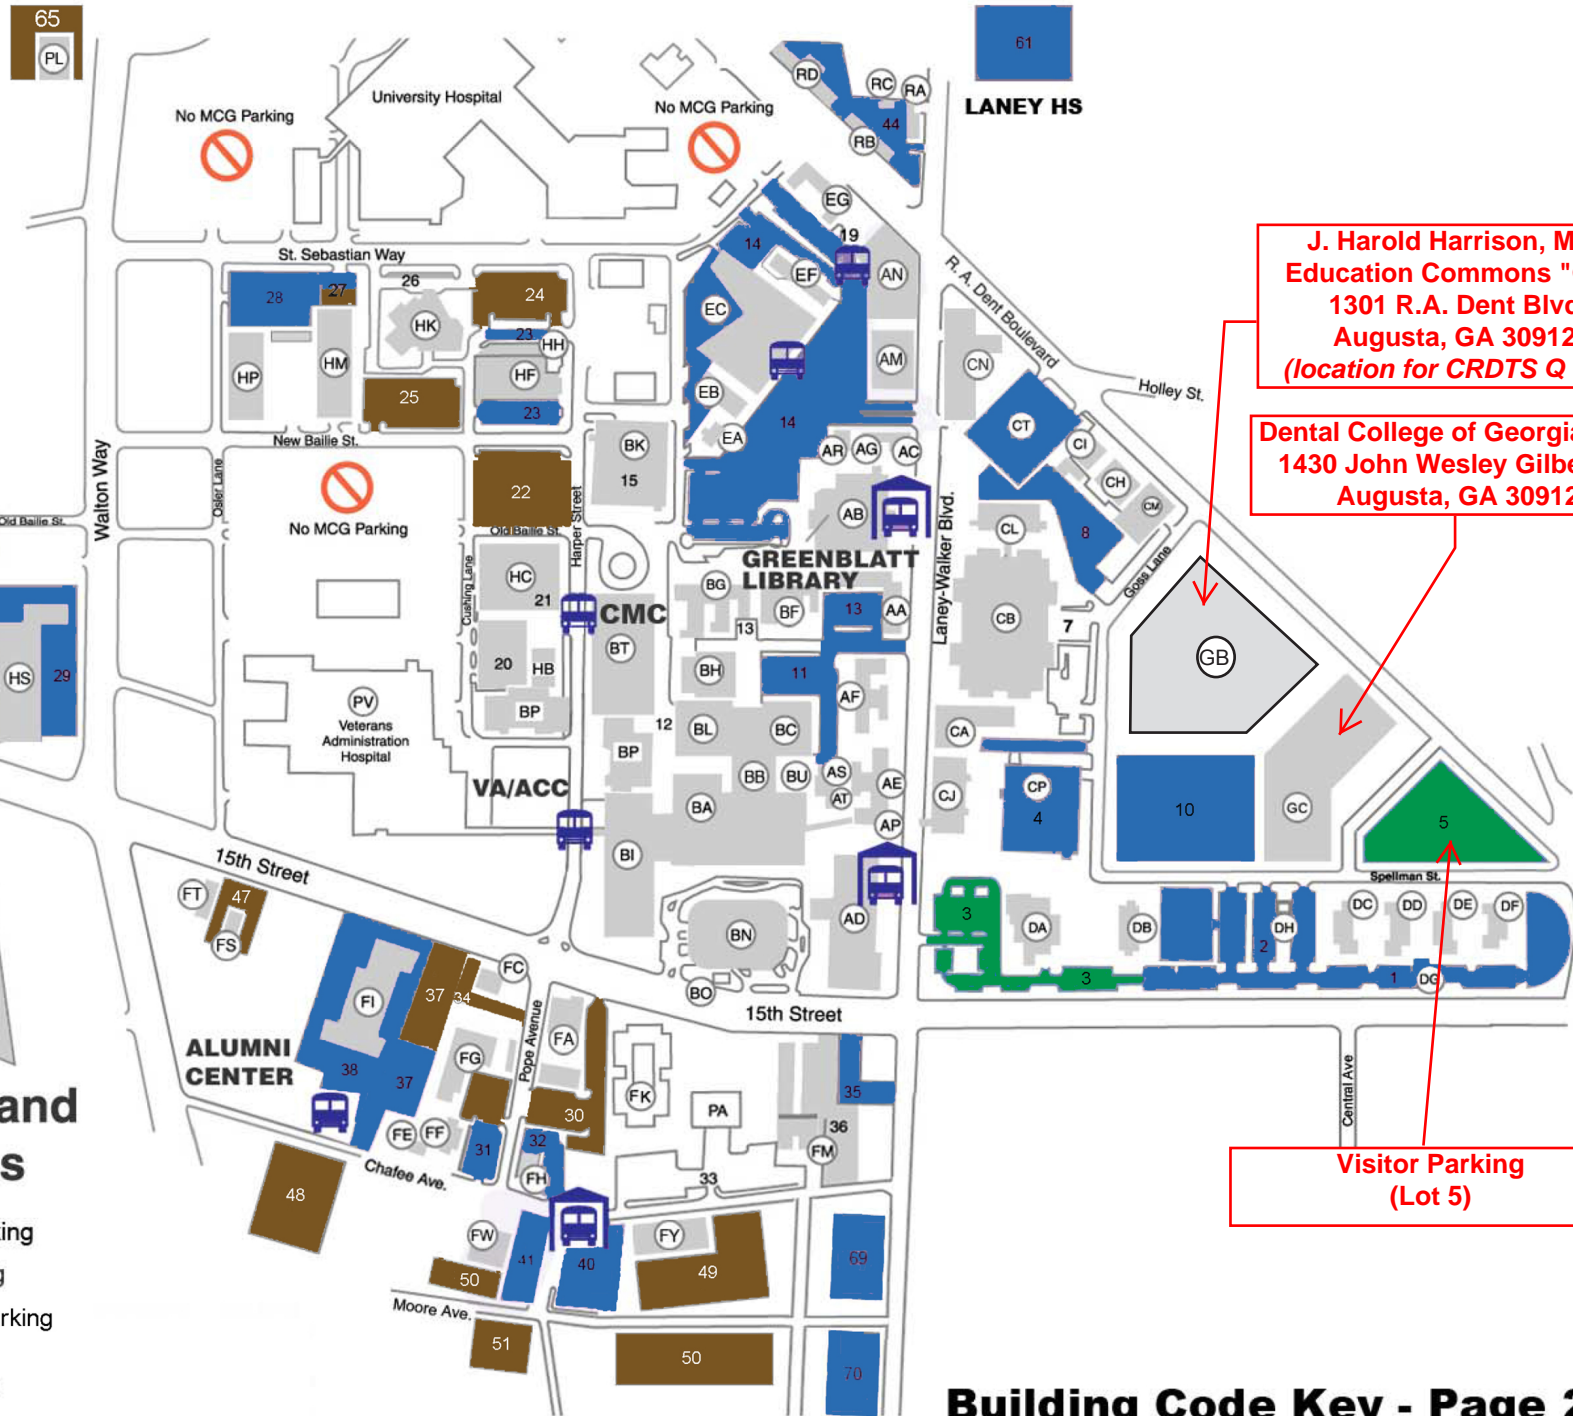 65
PL
University Hospital
No MCG Parking
No MCG Parking
RD
RC
RA
44
RB
61
LANEY HS
EG
19
14
EF
AN
St. Sebastian Way
28
27
26
24
HK
23
HH
HP
HM
HF
25
23
New Bailie St.
EC
EB
EA
14
AM
AR
AG
AC
R. A. Dent Boulevard
Holley St.
CN
CT
CI
CH
CM
CL
8
Goss Lane
J. Harold Harrison, M
Education Commons "
1301 R.A. Dent Blv
Augusta, GA 30912
(location for CRDTS Q
Dental College of Georgia
1430 John Wesley Gilbe
Augusta, GA 30912
Walton Way
Osler Lane
Old Bailie St.
No MCG Parking
22
Old Bailie St.
Harper Street
BK
15
AB
GREENBLATT
LIBRARY
Laney-Walker Blvd.
Cushing Lane
HC
21
CMC
BT
20
HB
BP
BG
BF
13
13
AA
BH
11
AF
CB
7
GB
HS
29
PV
Veterans
Administration
Hospital
VA/ACC
12
BP
BL
BC
BB
BU
AS
AT
AE
AP
BA
BI
CA
CJ
CP
4
10
GC
5
Spellman St.
15th Street
FT
47
FS
BN
BO
AD
3
DA
3
DB
2
DH
DC
DD
DE
DF
1
DG
15th Street
FI
37
34
FC
38
37
FG
Pope Avenue
FA
30
FK
PA
35
36
FM
33
Central Ave
ALUMNI
CENTER
FE
FF
31
32
FH
Chafee Ave.
48
FW
41
40
FY
49
69
50
Moore Ave.
51
50
70
Visitor Parking
(Lot 5)
and
s
king
g
rking
Building Code Key - Page 2